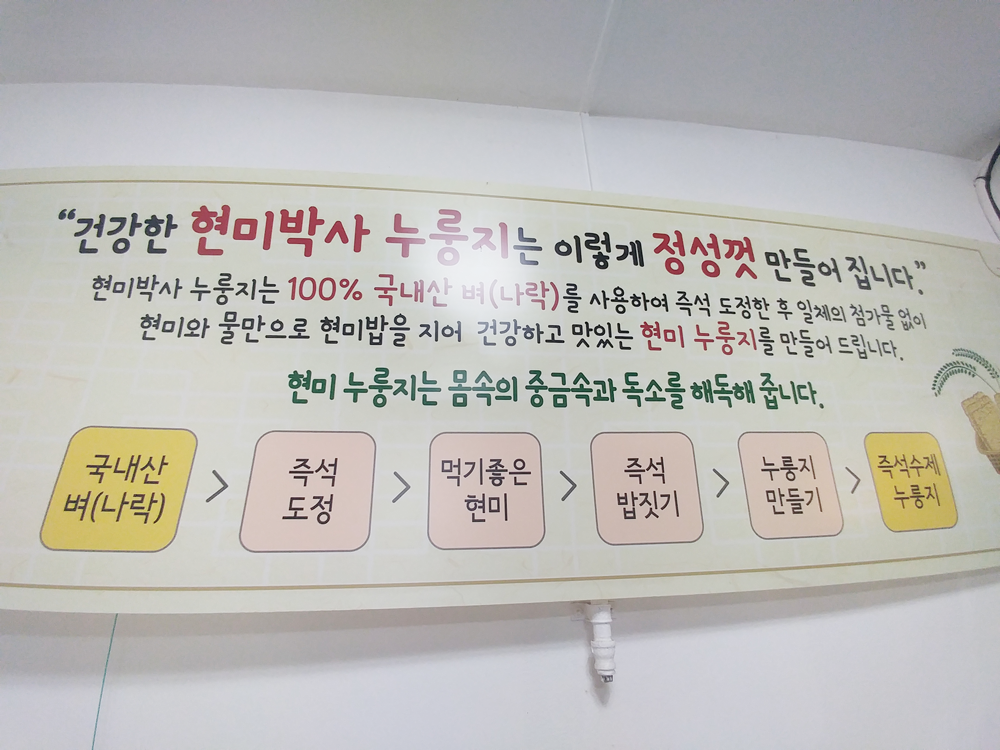 “건강한 현미박사 누룽지는 이렇게 정성껏 만들어 집니다.”
현미박사 누룽지는 100% 국내산 벼(나락)를 사용하여 즉석 도정한 후 일체의 첨가물 없이
현미와 물만으로 현미밥을 지어 건강하고 맛있는 현미 누룽지를 만들어 드립니다.
현미 누룽지는 몸속의 중금속과 독소를 해독해 줍니다.
국내산
벼(나락)
>
즉석
도정
>
먹기좋은
현미
>
즉석
밥짓기
>
누룽지
만들기
>
즉석수제
누룽지